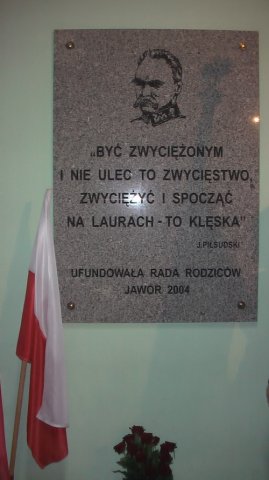 „BYĆ ZWYCIĘŻONYM
I NIE ULEC TO ZWYCIĘSTWO,
ZWYCIĘŻYĆ I SPOCZĄĆ
NA LAURACH - TO KLĘSKA”
J.PIŁSUDSKI
UFUNDOWAŁA RADA RODZICÓW
JAWOR 2004